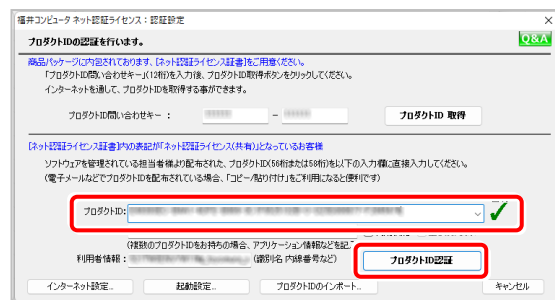 福井コンピュータ ネット認証ライセンス：認証設定
プロダクトIDの認証を行います。
Q&A
商品パッケージに内包されております、[ネット認証ライセンス証書]をご用意ください。
「プロダクトID問い合わせキー」(12桁)を入力後、プロダクトID取得ボタンをクリックしてください。
インターネットを通して、プロダクトIDを取得する事ができます。
プロダクトID問い合わせキー： － プロダクトID 取得
[ネット認証ライセンス証書]内の表記が「ネット認証ライセンス(共有)」となっているお客様
ソフトウェアを管理されている担当者様より配布された、プロダクトID(56桁または58桁)を以下の入力欄に直接入力してください。
(電子メールなどでプロダクトIDを配布されている場合、「コピー/貼り付け」をご利用になると便利です)
プロダクトID:
(複数のプロダクトIDをお持ちの場合、アプリケーション情報などを記
利用者情報： (識別名 内線番号など) プロダクトID認証
インターネット設定... 起動設定... プロダクトIDのインポート... キャンセル